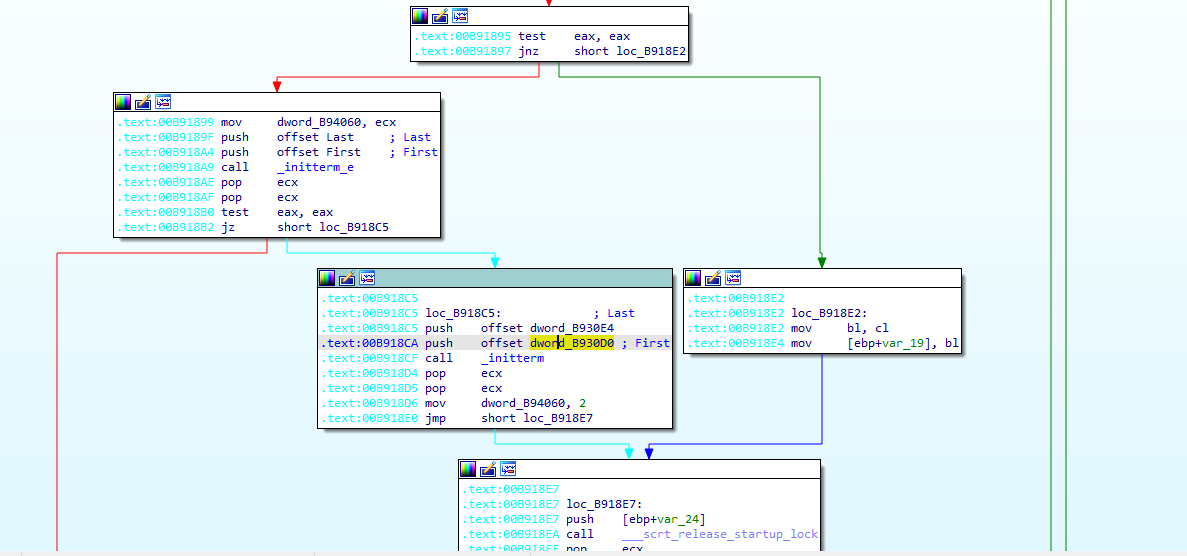 .text:00B91895 test    eax, eax
.text:00B91897 jnz     short loc_B918E2
.text:00B91899 mov     dword_B94060, ecx
.text:00B9189F push    offset Last     ; Last
.text:00B918A4 push    offset First    ; First
.text:00B918A9 call    _initterm_e
.text:00B918AE pop     ecx
.text:00B918AF pop     ecx
.text:00B918B0 test    eax, eax
.text:00B918B2 jz      short loc_B918C5
.text:00B918C5
.text:00B918C5 loc_B918C5:             ; Last
.text:00B918C5 push    offset dword_B930E4
.text:00B918CA push    offset dword_B930D0 ; First
.text:00B918CF call    _initterm
.text:00B918D4 pop     ecx
.text:00B918D5 pop     ecx
.text:00B918D6 mov     dword_B94060, 2
.text:00B918E0 jmp     short loc_B918E7
.text:00B918E2
.text:00B918E2 loc_B918E2:
.text:00B918E2 mov     bl, cl
.text:00B918E4 mov     [ebp+var_19], bl
.text:00B918E7
.text:00B918E7 loc_B918E7:
.text:00B918E7 push    [ebp+var_24]
.text:00B918EA call    ___scrt_release_startup_lock
.text:00B918EF pop     ecx